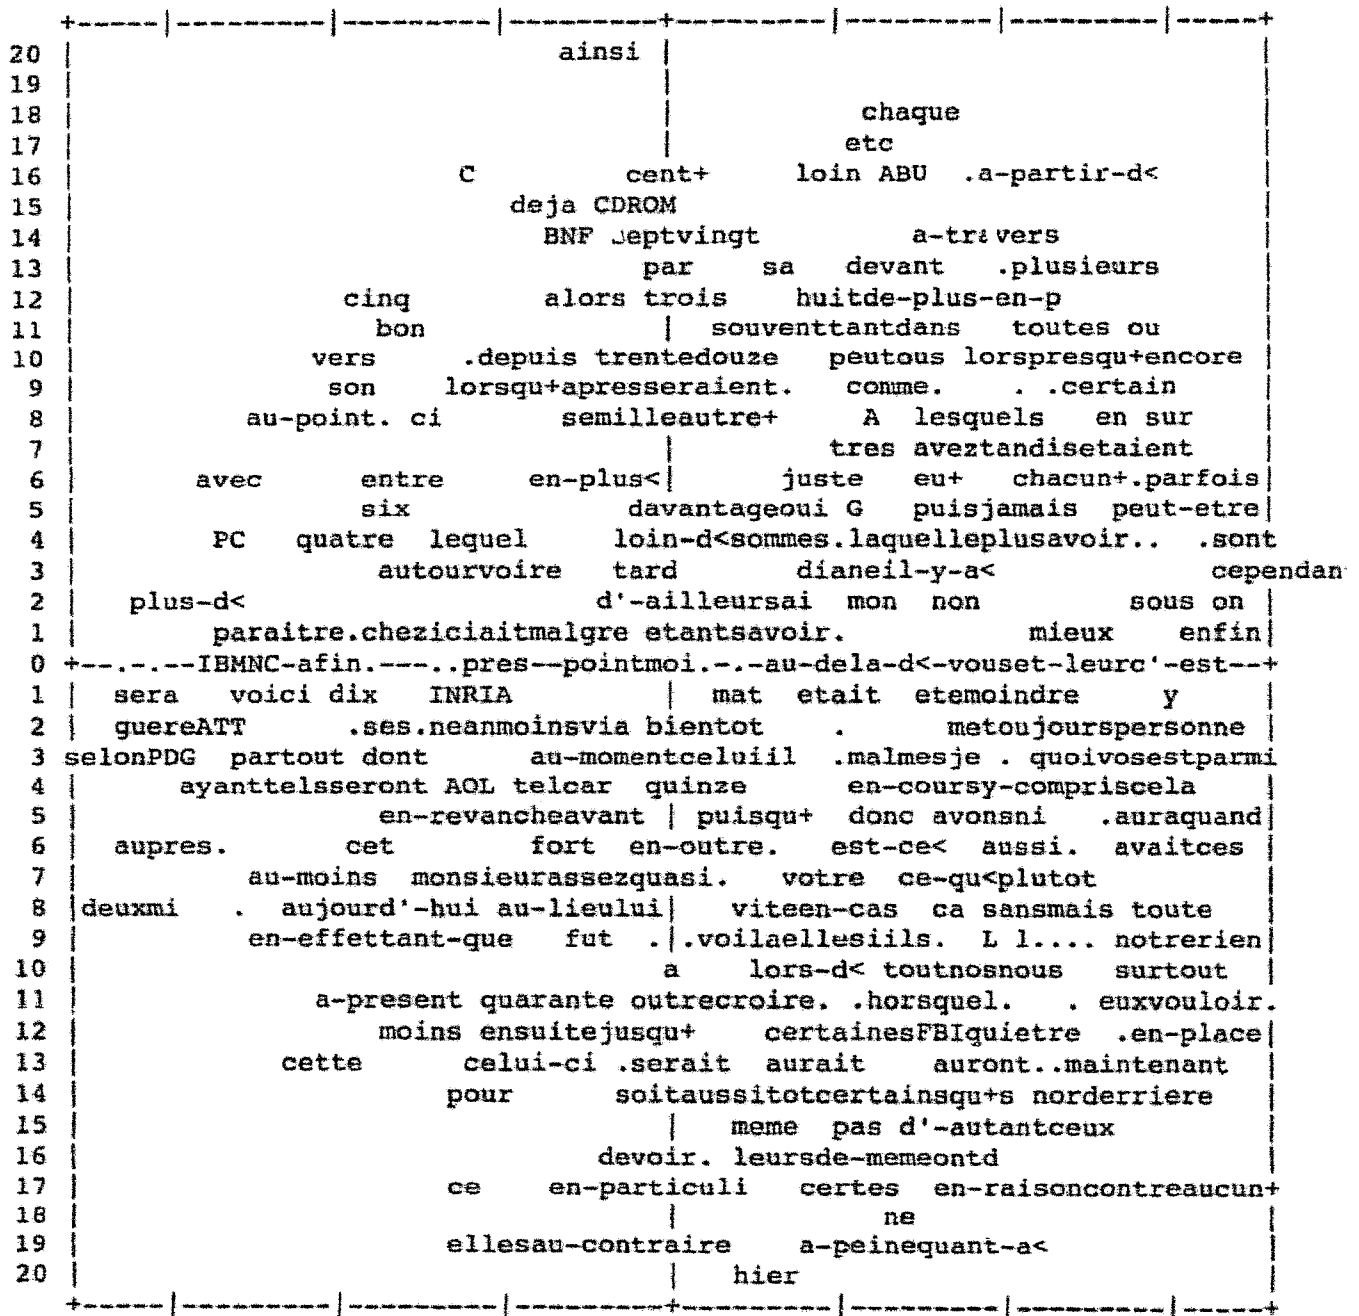 +-----|---------|---------|---------+---------|---------|---------|-----+
20 | ainsi | |
19 | | |
18 | | chaque |
17 | | etc |
16 | C cent+ loin ABU .a-partir-d< |
15 | deja CDROM |
14 | BNF septvingt a-travers |
13 | par sa devant .plusieurs |
12 | cinq alors trois huitde-plus-en-p |
11 | bon | souventtantdans toutes ou |
10 | vers .depuis trentedouze peutous lorspresqu+encore |
9 | son lorsqu+apresseraient. comme. . .certain |
8 | au-point. ci semilleautre+ A lesquels en sur |
7 | | tres aveztandisetaient |
6 | avec entre en-plus<| juste eu+ chacun+.parfois|
5 | six davantageoui G puisjamais peut-etre|
4 | PC quatre lequel loin-d<sommes.laquelleplusavoir.. .sont
3 | autourvoire tard dianeil-y-a< cependan
2 | plus-d< d'-ailleursai mon non sous on |
1 | paraitre.cheziciaitmalgre etantsavoir. mieux enfin|
0 +--.-.--IBMNC-afin.---..pres--pointmoi.-.-au-dela-d<-vouset-leurc'-est--+
1 | sera voici dix INRIA | mat etait etemoindre y |
2 | guereATT .ses.neanmoinsvia bientot . metoujourspersonne |
3 selonPDG partout dont au-momentceluiil .malmesje . quoivosestparmi
4 | ayanttelsseront AOL telcar quinze en-coursy-compriscela |
5 | en-revancheavant | puisqu+ donc avonsni .auraquand|
6 | aupres. cet fort en-outre. est-ce< aussi. avaitces |
7 | au-moins monsieurassezquasi. votre ce-qu<plutot |
8 |deuxmi . aujourd'-hui au-lieului| viteen-cas ca sansmais toute |
9 | en-effettant-que fut .|.voilaellesiils. L l.... notrerien|
10 | a lors-d< toutnosnous surtout |
11 | a-present quarante outrecroire. .horsquel. . euxvouloir.
12 | moins ensuitejusqu+ certainesFBIquietre .en-place|
13 | cette celui-ci .serait aurait auront..maintenant |
14 | pour soitaussitotcertainsqu+s norderriere |
15 | | meme pas d'-autantceux |
16 | devoir. leursde-memeontd |
17 | ce en-particuli certes en-raisoncontreaucun+
18 | | ne |
19 | ellesau-contraire a-peinequant-a< |
20 | | hier |
+-----|---------|---------|---------+---------|---------|---------|-----+